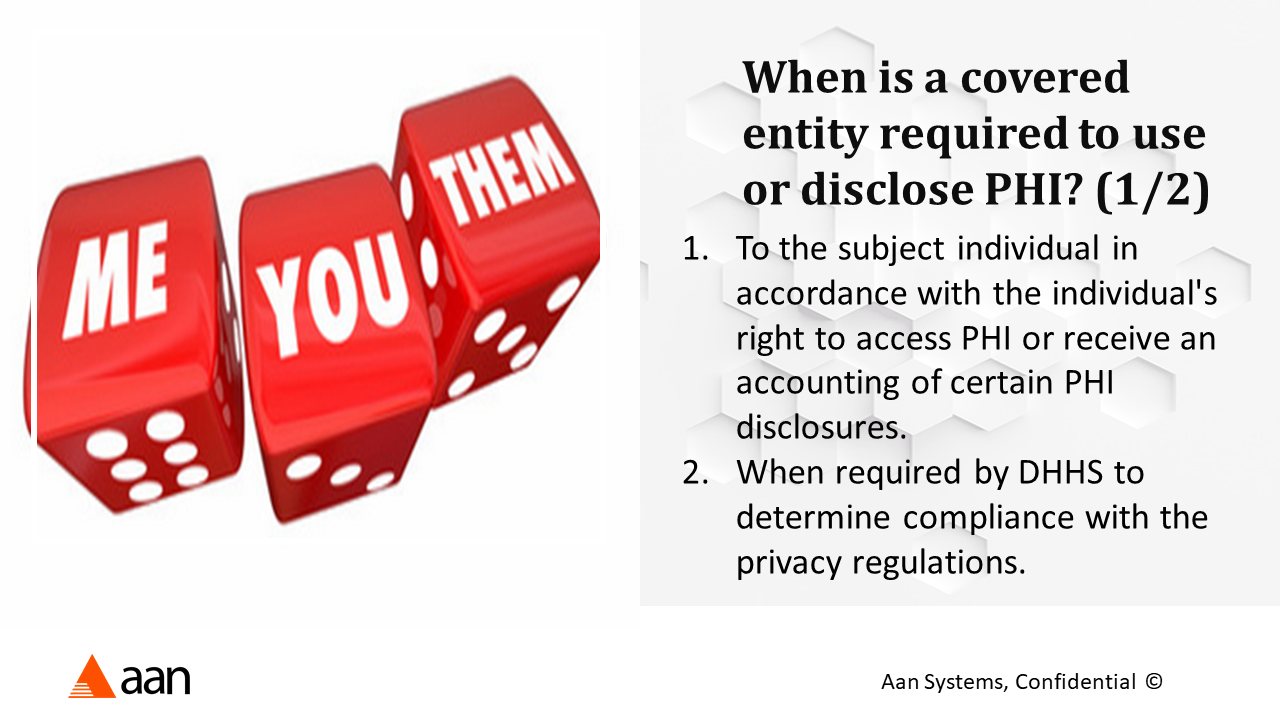 ME
YOU
THEM
When is a covered
entity required to use
or disclose PHI? (1/2)
1. To the subject individual in
accordance with the individual's
right to access PHI or receive an
accounting of certain PHI
disclosures.
2. When required by DHHS to
determine compliance with the
privacy regulations.
aan
Aan Systems, Confidential ©